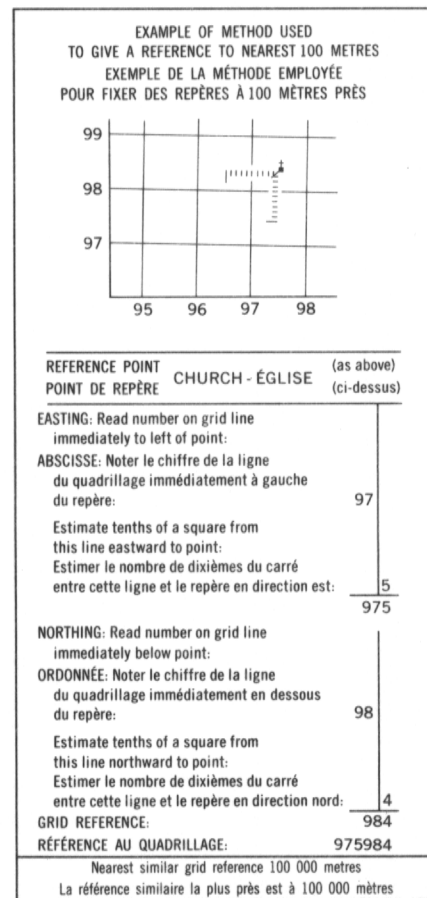 EXAMPLE OF METHOD USED
TO GIVE A REFERENCE TO NEAREST 100 METRES
EXEMPLE DE LA MÉTHODE EMPLOYÉE
POUR FIXER DES REPÈRES À 100 MÈTRES PRÈS
99
98
97
95 96 97 98
REFERENCE POINT CHURCH - ÉGLISE (as above)
POINT DE REPÈRE (ci-dessus)
EASTING: Read number on grid line
immediately to left of point:
ABSCISSE: Noter le chiffre de la ligne
du quadrillage immédiatement à gauche
du repère: 97
Estimate tenths of a square from
this line eastward to point:
Estimer le nombre de dixièmes du carré
entre cette ligne et le repère en direction est: 5
975
NORTHING: Read number on grid line
immediately below point:
ORDONNÉE: Noter le chiffre de la ligne
du quadrillage immédiatement en dessous
du repère: 98
Estimate tenths of a square from
this line northward to point:
Estimer le nombre de dixièmes du carré
entre cette ligne et le repère en direction nord: 4
GRID REFERENCE: 984
RÉFÉRENCE AU QUADRILLAGE: 975984
Nearest similar grid reference 100 000 metres
La référence similaire la plus près est à 100 000 mètres